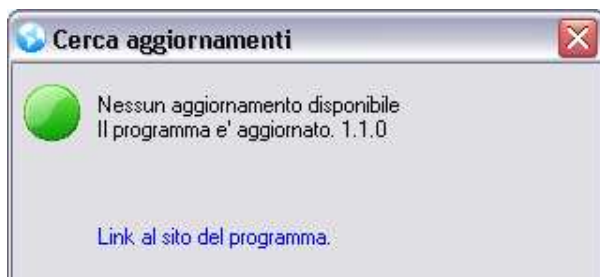 Cerca aggiornamenti
Nessun aggiornamento disponibile
Il programma e' aggiornato. 1.1.0
Link al sito del programma.